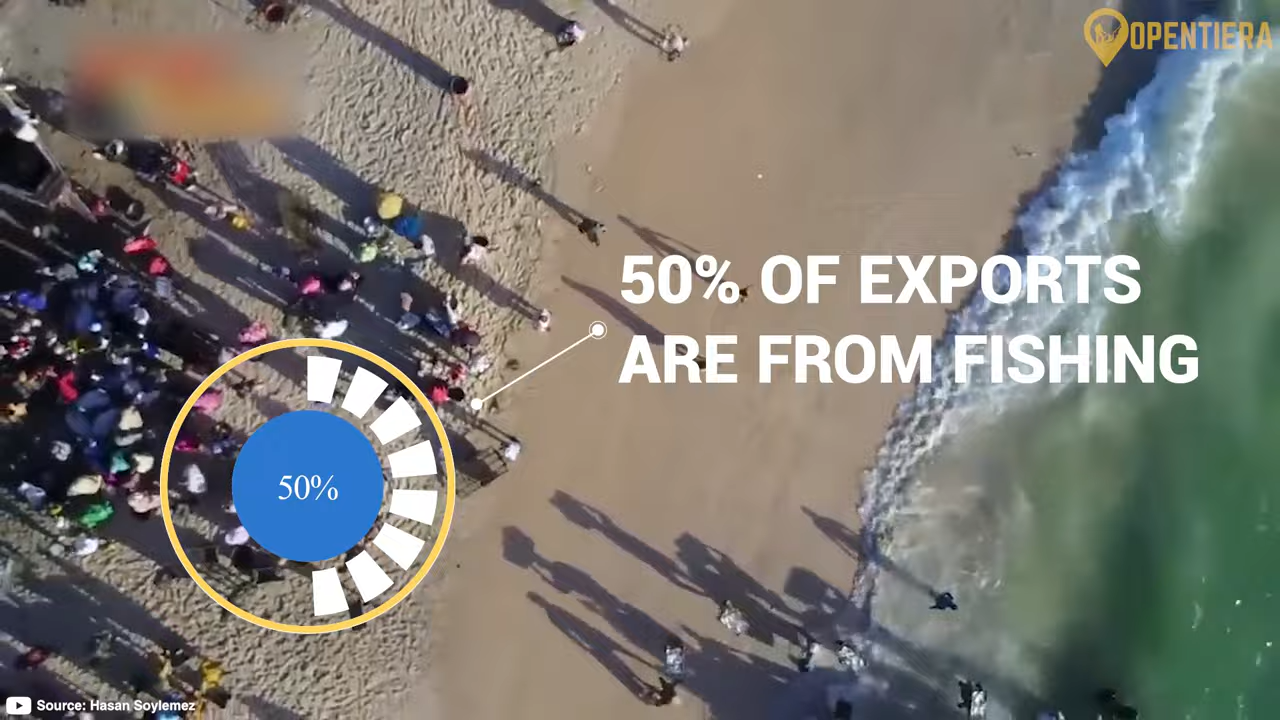 OPENTIERA
50% OF EXPORTS
ARE FROM FISHING
50%
Source: Hasan Soylemez